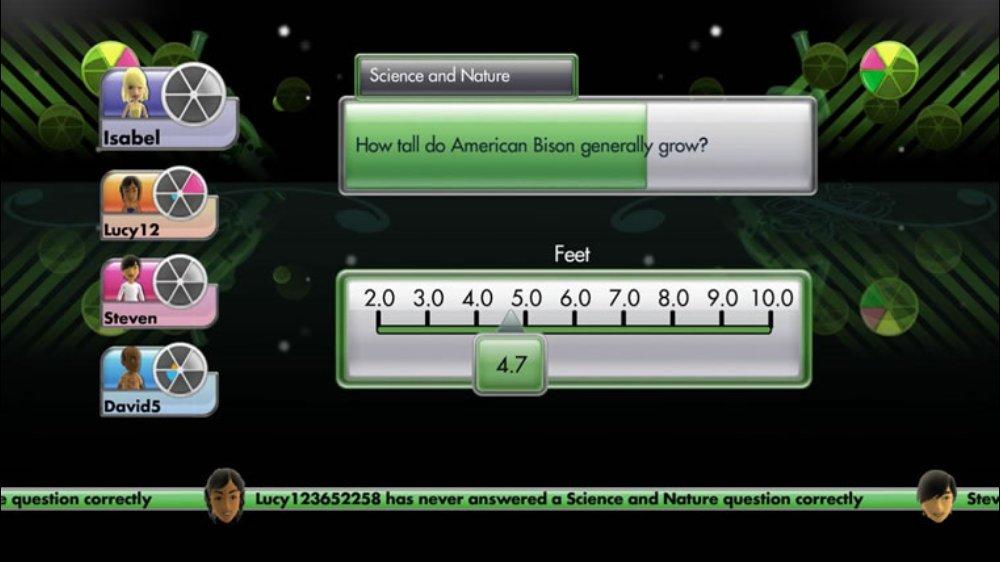 Science and Nature
How tall do American Bison generally grow?
Isabel
Lucy12
Steven
David5
Feet
2.0 3.0 4.0 5.0 6.0 7.0 8.0 9.0 10.0
4.7
e question correctly Lucy123652258 has never answered a Science and Nature question correctly Stev